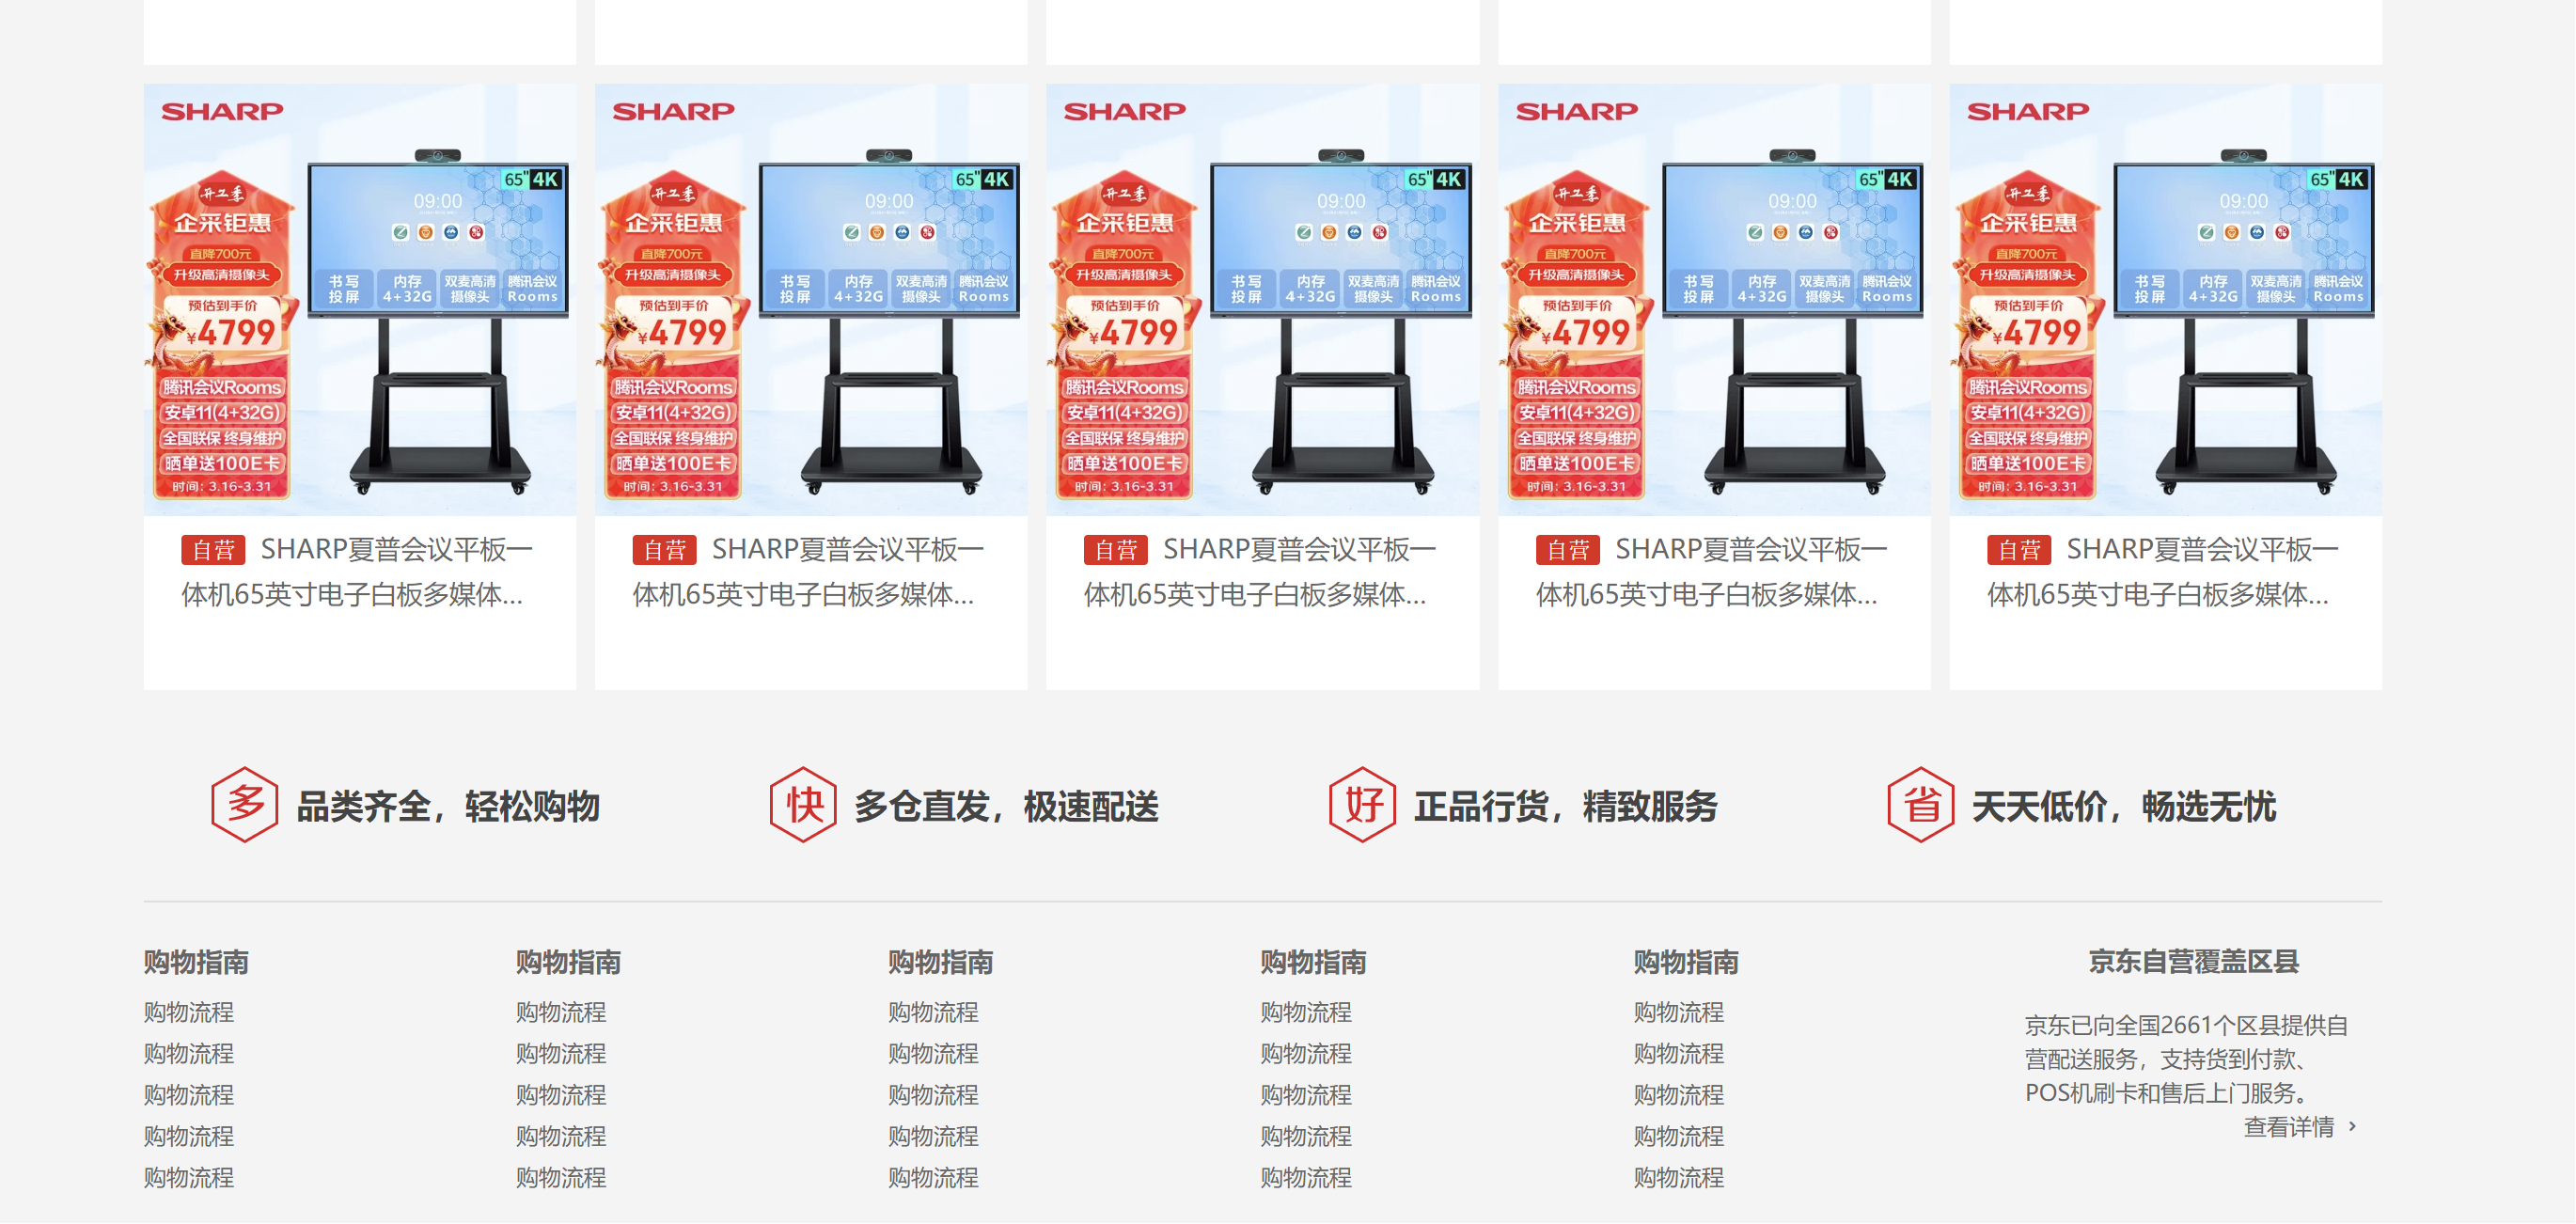 SHARP
65" 4K
开工季
09:00
企采钜惠
直降700元
升级高清摄像头
书写 内存 双麦高清 腾讯会议
投屏 4+32G 摄像头 Rooms
预估到手价
¥4799
腾讯会议Rooms
安卓11(4+32G)
全国联保 终身维护
晒单送100E卡
时间：3.16-3.31
自营 SHARP夏普会议平板一
体机65英寸电子白板多媒体...
SHARP
65" 4K
开工季
09:00
企采钜惠
直降700元
升级高清摄像头
书写 内存 双麦高清 腾讯会议
投屏 4+32G 摄像头 Rooms
预估到手价
¥4799
腾讯会议Rooms
安卓11(4+32G)
全国联保 终身维护
晒单送100E卡
时间：3.16-3.31
自营 SHARP夏普会议平板一
体机65英寸电子白板多媒体...
SHARP
65" 4K
开工季
09:00
企采钜惠
直降700元
升级高清摄像头
书写 内存 双麦高清 腾讯会议
投屏 4+32G 摄像头 Rooms
预估到手价
¥4799
腾讯会议Rooms
安卓11(4+32G)
全国联保 终身维护
晒单送100E卡
时间：3.16-3.31
自营 SHARP夏普会议平板一
体机65英寸电子白板多媒体...
SHARP
65" 4K
开工季
09:00
企采钜惠
直降700元
升级高清摄像头
书写 内存 双麦高清 腾讯会议
投屏 4+32G 摄像头 Rooms
预估到手价
¥4799
腾讯会议Rooms
安卓11(4+32G)
全国联保 终身维护
晒单送100E卡
时间：3.16-3.31
自营 SHARP夏普会议平板一
体机65英寸电子白板多媒体...
SHARP
65" 4K
开工季
09:00
企采钜惠
直降700元
升级高清摄像头
书写 内存 双麦高清 腾讯会议
投屏 4+32G 摄像头 Rooms
预估到手价
¥4799
腾讯会议Rooms
安卓11(4+32G)
全国联保 终身维护
晒单送100E卡
时间：3.16-3.31
自营 SHARP夏普会议平板一
体机65英寸电子白板多媒体...
多 品类齐全，轻松购物
快 多仓直发，极速配送
好 正品行货，精致服务
省 天天低价，畅选无忧
购物指南
购物流程
购物流程
购物流程
购物流程
购物流程
购物指南
购物流程
购物流程
购物流程
购物流程
购物流程
购物指南
购物流程
购物流程
购物流程
购物流程
购物流程
购物指南
购物流程
购物流程
购物流程
购物流程
购物流程
购物指南
购物流程
购物流程
购物流程
购物流程
购物流程
京东自营覆盖区县
京东已向全国2661个区县提供自
营配送服务，支持货到付款、
POS机刷卡和售后上门服务。
查看详情 ›